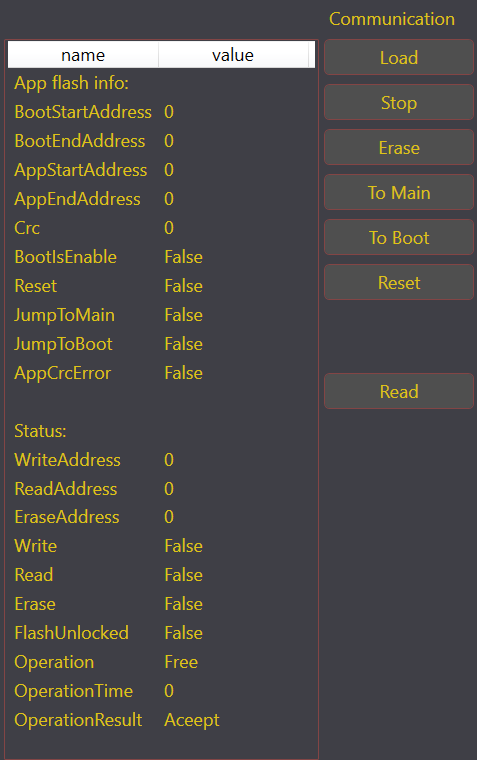 Communication
name value
Load
App flash info:
Stop
BootStartAddress 0
BootEndAddress 0
Erase
AppStartAddress 0
To Main
AppEndAddress 0
Crc 0
To Boot
BootIsEnable False
Reset False
Reset
JumpToMain False
JumpToBoot False
AppCrcError False
Read
Status:
WriteAddress 0
ReadAddress 0
EraseAddress 0
Write False
Read False
Erase False
FlashUnlocked False
Operation Free
OperationTime 0
OperationResult Aceept